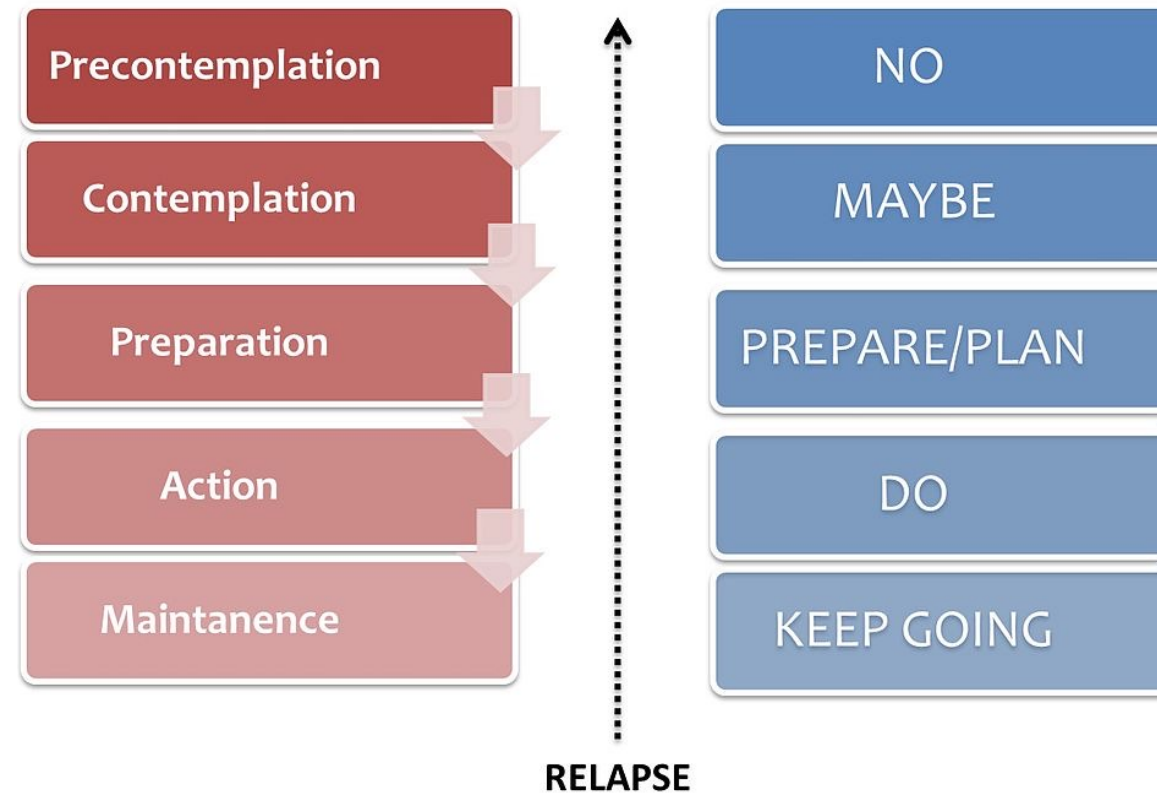 Precontemplation
NO
Contemplation
MAYBE
Preparation
PREPARE/PLAN
Action
DO
Maintanence
KEEP GOING
RELAPSE